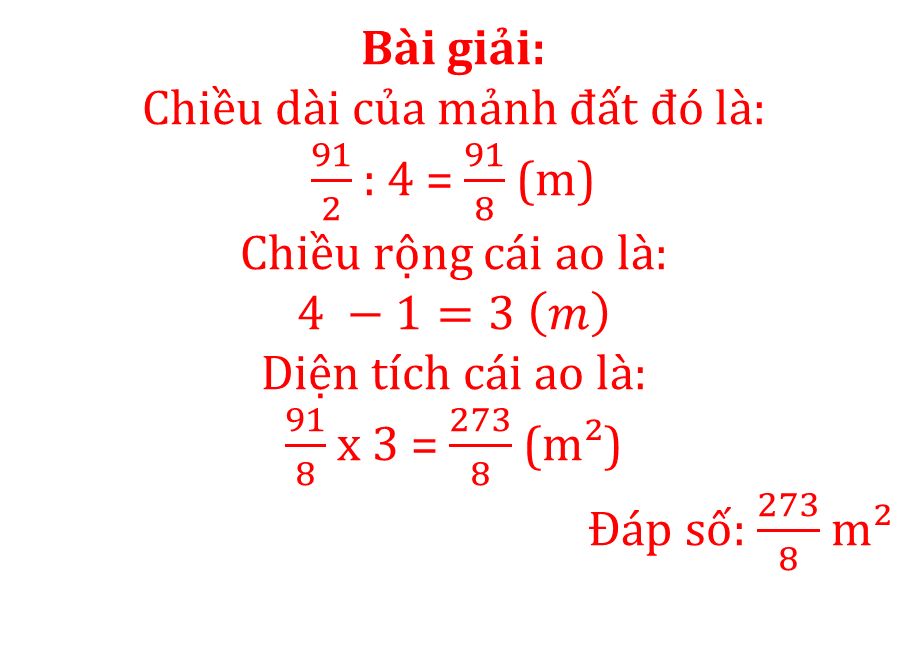 Bài giải:
Chiều dài của mảnh đất đó là:
91/2 : 4 = 91/8 (m)
Chiều rộng cái ao là:
4 − 1 = 3 (m)
Diện tích cái ao là:
91/8 x 3 = 273/8 (m²)
Đáp số: 273/8 m²